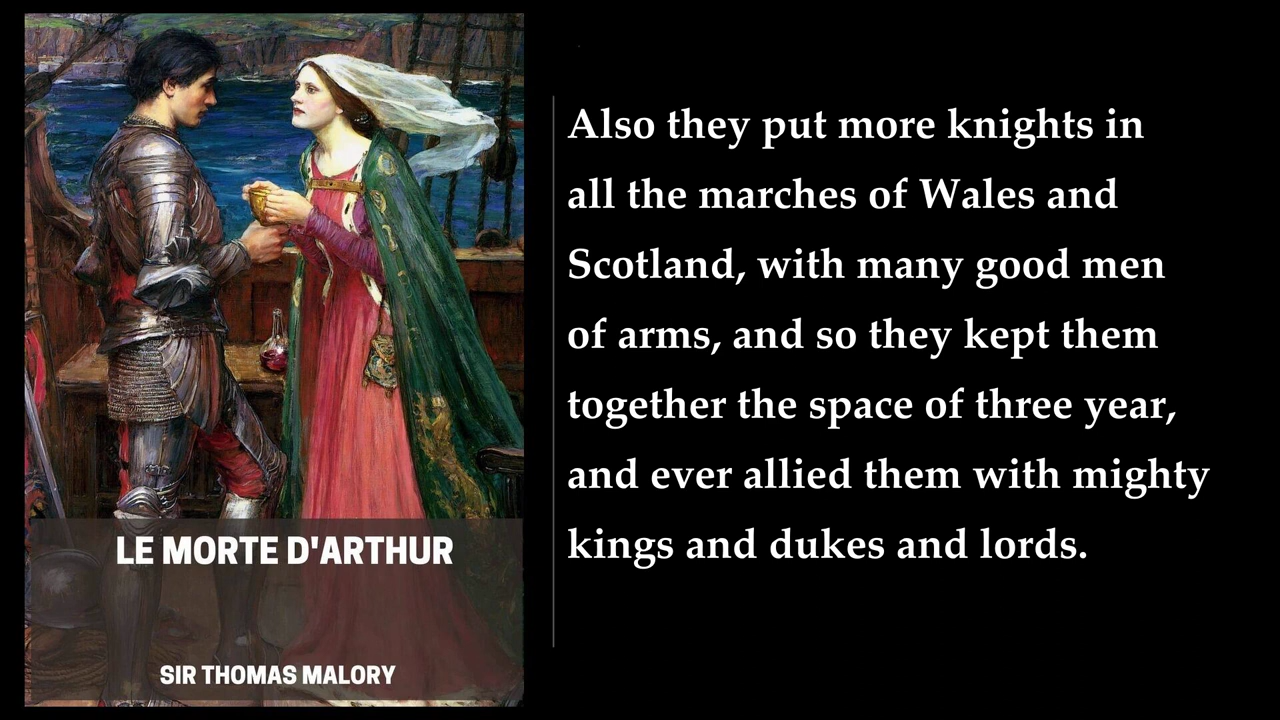 LE MORTE D'ARTHUR
SIR THOMAS MALORY
Also they put more knights in
all the marches of Wales and
Scotland, with many good men
of arms, and so they kept them
together the space of three year,
and ever allied them with mighty
kings and dukes and lords.